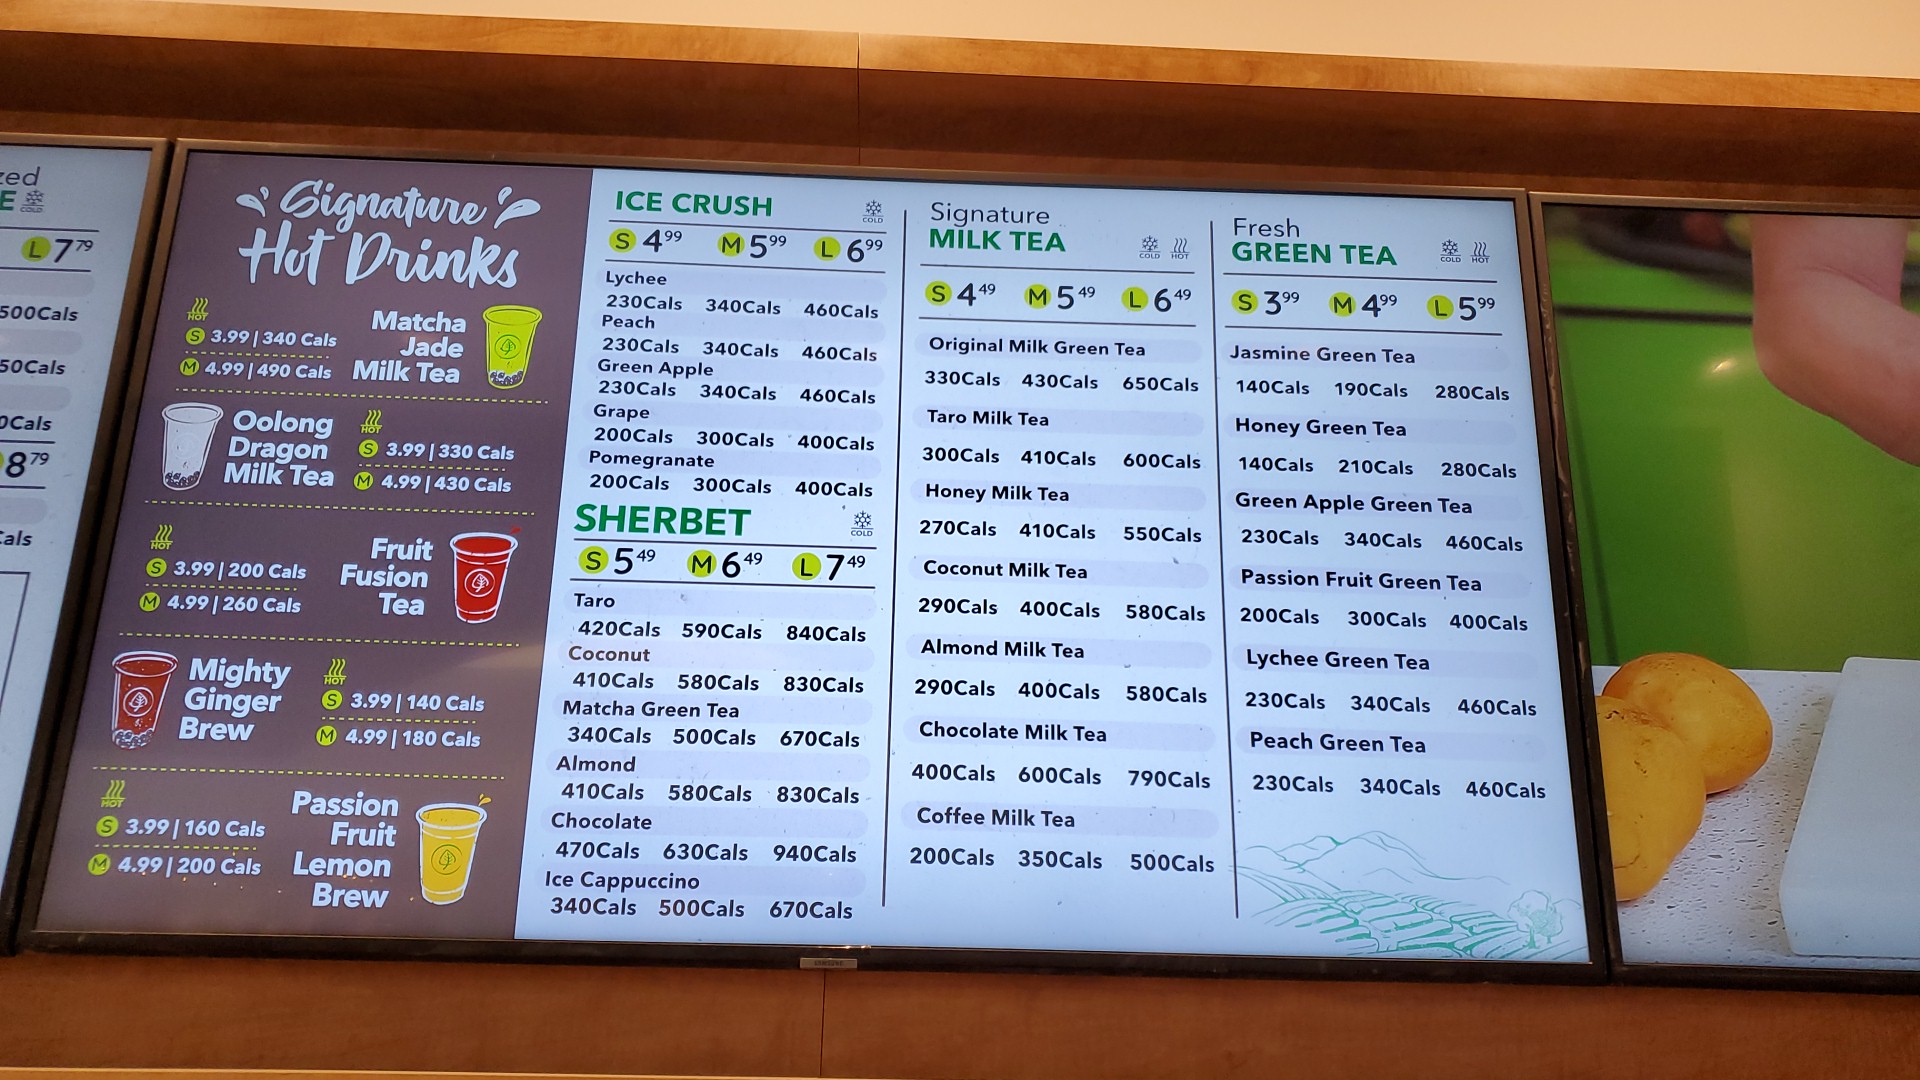 zed
E COLD
L 7 79
500Cals
50Cals
0Cals
8 79
Cals
Signature
Hot Drinks
HOT
S 3.99 | 340 Cals
M 4.99 | 490 Cals
Matcha
Jade
Milk Tea
Oolong
Dragon
Milk Tea
HOT
S 3.99 | 330 Cals
M 4.99 | 430 Cals
HOT
S 3.99 | 200 Cals
M 4.99 | 260 Cals
Fruit
Fusion
Tea
Mighty
Ginger
Brew
HOT
S 3.99 | 140 Cals
M 4.99 | 180 Cals
HOT
S 3.99 | 160 Cals
M 4.99 | 200 Cals
Passion
Fruit
Lemon
Brew
ICE CRUSH COLD
S 4 99 M 5 99 L 6 99
Lychee
230Cals 340Cals 460Cals
Peach
230Cals 340Cals 460Cals
Green Apple
230Cals 340Cals 460Cals
Grape
200Cals 300Cals 400Cals
Pomegranate
200Cals 300Cals 400Cals
SHERBET COLD
S 5 49 M 6 49 L 7 49
Taro
420Cals 590Cals 840Cals
Coconut
410Cals 580Cals 830Cals
Matcha Green Tea
340Cals 500Cals 670Cals
Almond
410Cals 580Cals 830Cals
Chocolate
470Cals 630Cals 940Cals
Ice Cappuccino
340Cals 500Cals 670Cals
Signature
MILK TEA COLD HOT
S 4 49 M 5 49 L 6 49
Original Milk Green Tea
330Cals 430Cals 650Cals
Taro Milk Tea
300Cals 410Cals 600Cals
Honey Milk Tea
270Cals 410Cals 550Cals
Coconut Milk Tea
290Cals 400Cals 580Cals
Almond Milk Tea
290Cals 400Cals 580Cals
Chocolate Milk Tea
400Cals 600Cals 790Cals
Coffee Milk Tea
200Cals 350Cals 500Cals
Fresh
GREEN TEA COLD HOT
S 3 99 M 4 99 L 5 99
Jasmine Green Tea
140Cals 190Cals 280Cals
Honey Green Tea
140Cals 210Cals 280Cals
Green Apple Green Tea
230Cals 340Cals 460Cals
Passion Fruit Green Tea
200Cals 300Cals 400Cals
Lychee Green Tea
230Cals 340Cals 460Cals
Peach Green Tea
230Cals 340Cals 460Cals
SAMSUNG